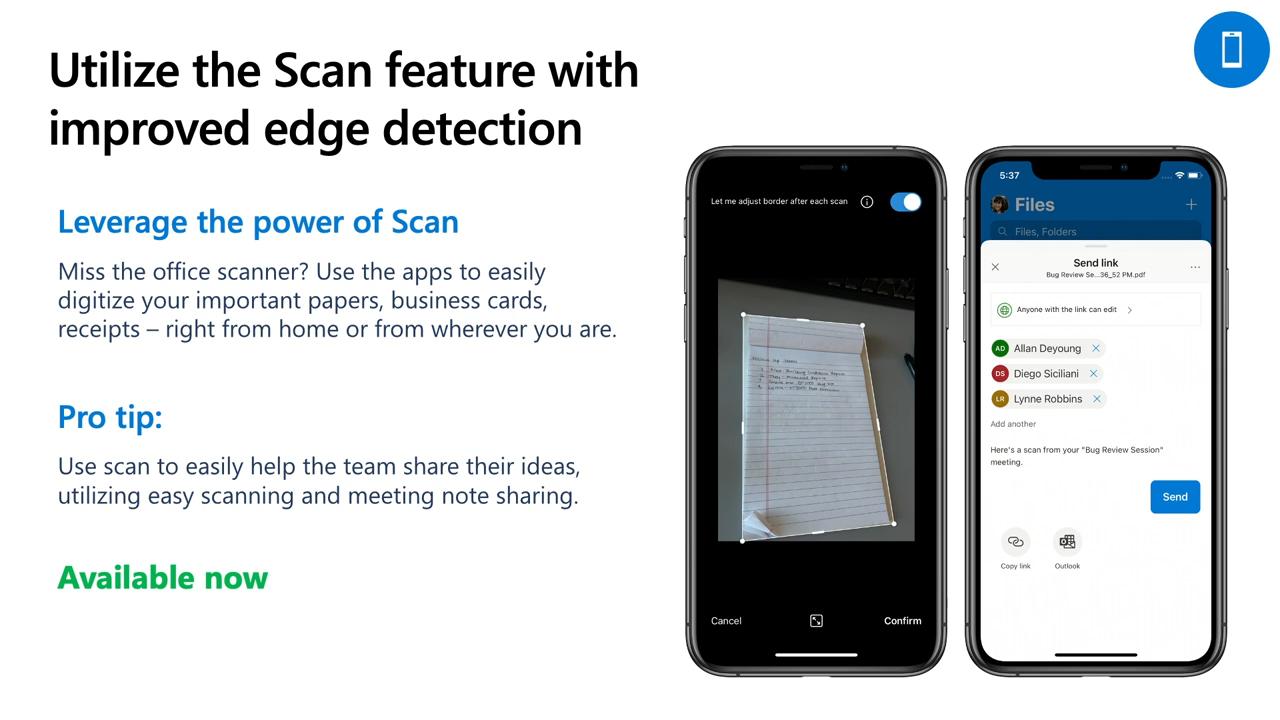 Utilize the Scan feature with
improved edge detection
Leverage the power of Scan
Miss the office scanner? Use the apps to easily
digitize your important papers, business cards,
receipts – right from home or from wherever you are.
Pro tip:
Use scan to easily help the team share their ideas,
utilizing easy scanning and meeting note sharing.
Available now
Let me adjust border after each scan
Cancel
Confirm
5:37
Files
Files, Folders
Send link
Bug Review Se...36_52 PM.pdf
Anyone with the link can edit
AD Allan Deyoung
DS Diego Siciliani
LR Lynne Robbins
Add another
Here's a scan from your "Bug Review Session"
meeting.
Send
Copy link
Outlook